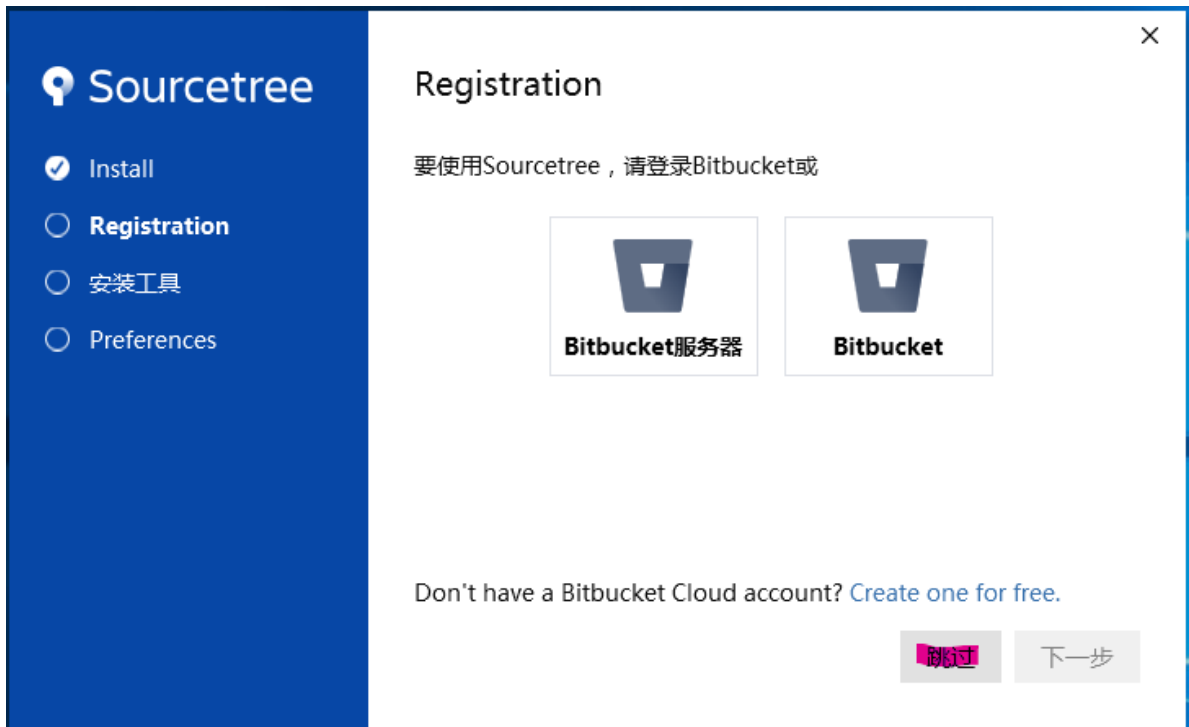 Sourcetree
Install
Registration
安装工具
Preferences
Registration
要使用Sourcetree，请登录Bitbucket或
Bitbucket服务器
Bitbucket
Don't have a Bitbucket Cloud account? Create one for free.
跳过
下一步